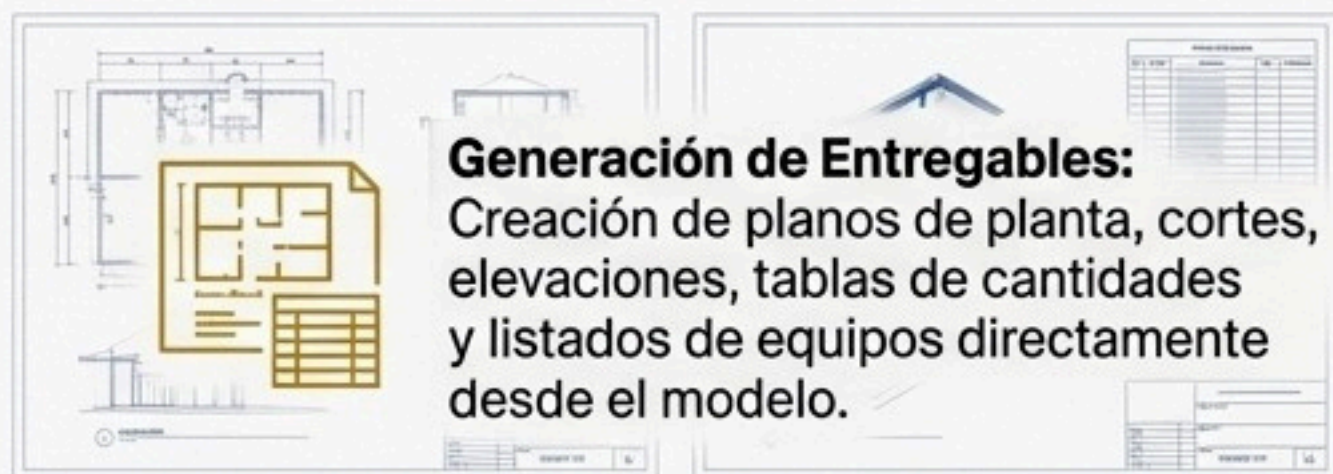 Generación de Entregables:
Creación de planos de planta, cortes,
elevaciones, tablas de cantidades
y listados de equipos directamente
desde el modelo.